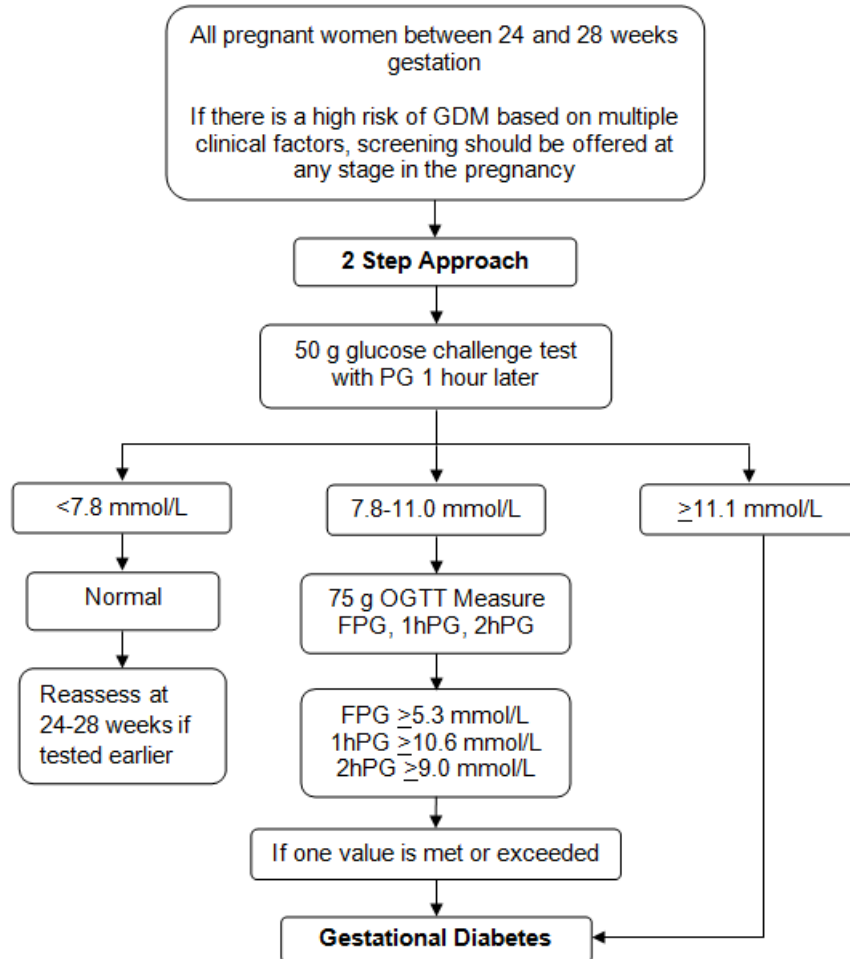 All pregnant women between 24 and 28 weeks
gestation
If there is a high risk of GDM based on multiple
clinical factors, screening should be offered at
any stage in the pregnancy
2 Step Approach
50 g glucose challenge test
with PG 1 hour later
<7.8 mmol/L
7.8-11.0 mmol/L
≥11.1 mmol/L
Normal
75 g OGTT Measure
FPG, 1hPG, 2hPG
Reassess at
24-28 weeks if
tested earlier
FPG ≥5.3 mmol/L
1hPG ≥10.6 mmol/L
2hPG ≥9.0 mmol/L
If one value is met or exceeded
Gestational Diabetes